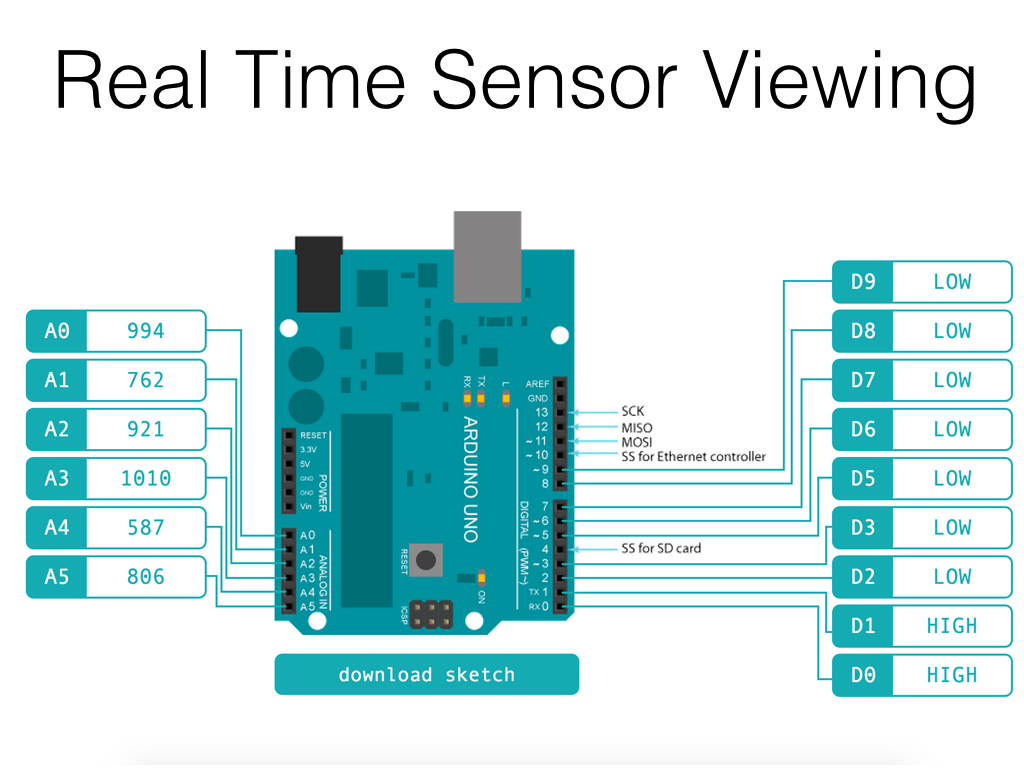 Real Time Sensor Viewing
A0 994
A1 762
A2 921
A3 1010
A4 587
A5 806
RX TX L
ARDUINO UNO
RESET
3.3V
5V
GND
GND
Vin
POWER
A0
A1
A2
A3
A4
A5
ANALOG IN
RESET
ICSP
ON
AREF
GND
13 SCK
12 MISO
~11 MOSI
~10 SS for Ethernet controller
~9
8
7
~6
~5
4 SS for SD card
~3
2
TX 1
RX 0
DIGITAL (PWM~)
D9 LOW
D8 LOW
D7 LOW
D6 LOW
D5 LOW
D3 LOW
D2 LOW
D1 HIGH
D0 HIGH
download sketch